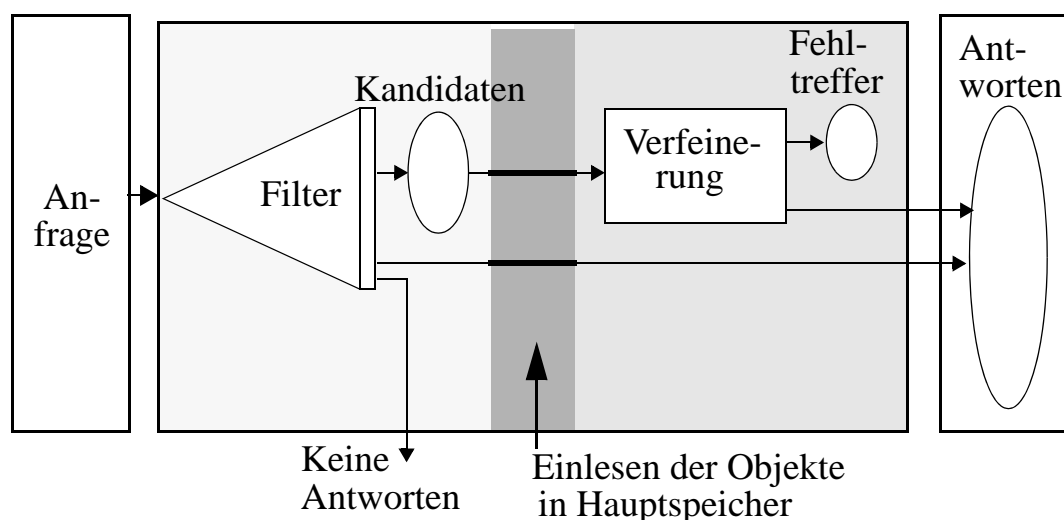 An-
frage
Filter
Kandidaten
Verfeine-
rung
Fehl-
treffer
Ant-
worten
Keine
Antworten
Einlesen der Objekte
in Hauptspeicher